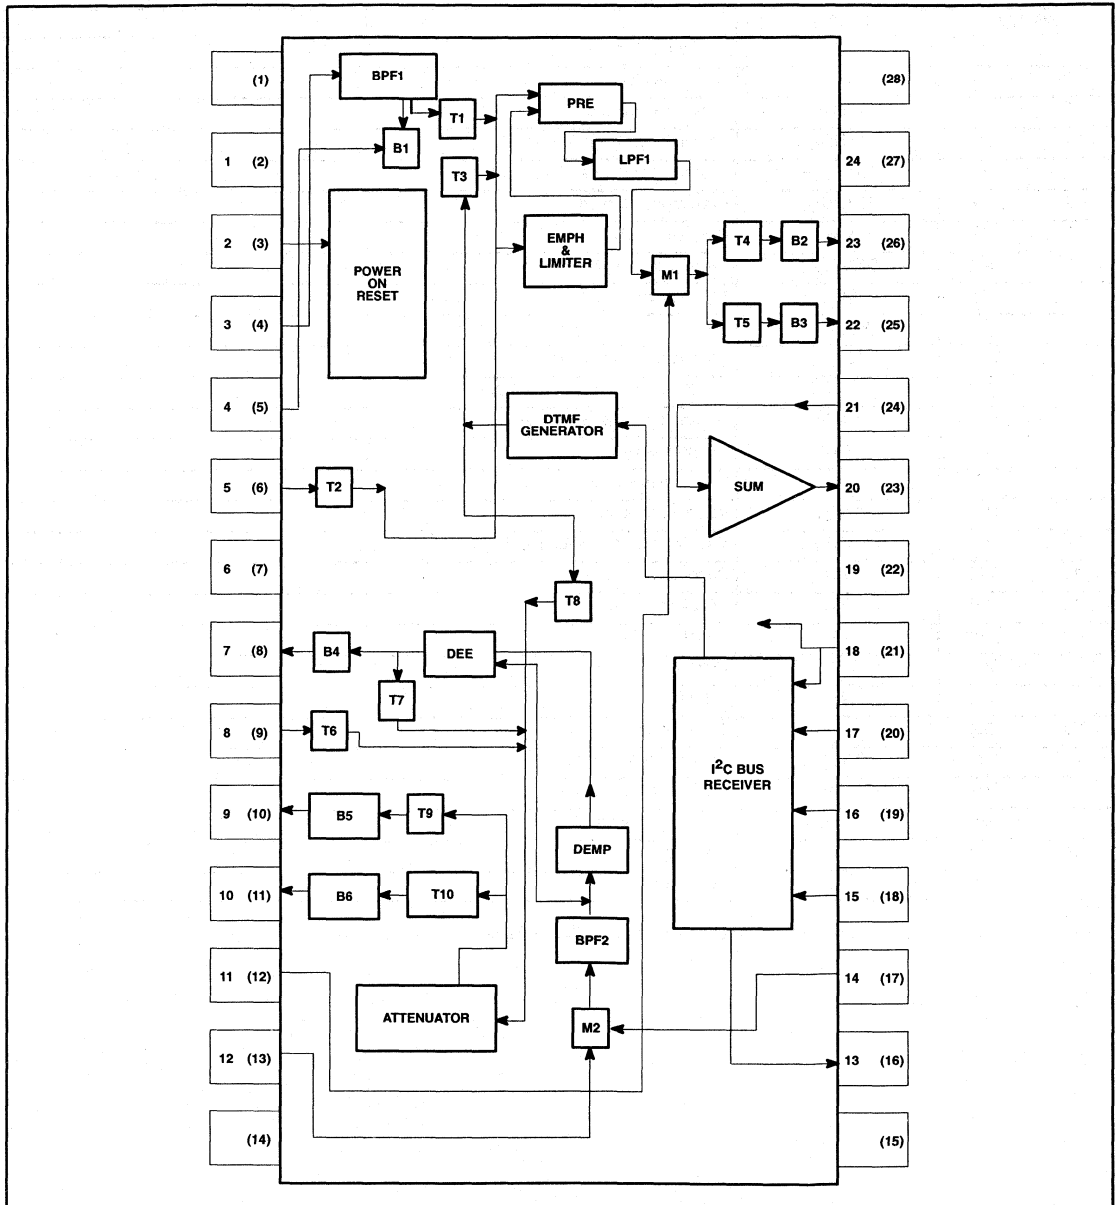 (1)
1 (2)
2 (3)
3 (4)
4 (5)
5 (6)
6 (7)
7 (8)
8 (9)
9 (10)
10 (11)
11 (12)
12 (13)
(14)
BPF1
T1
B1
T3
POWER
ON
RESET
PRE
LPF1
EMPH
&
LIMITER
M1
T4
B2
T5
B3
DTMF
GENERATOR
SUM
T2
T8
B4
DEE
T7
T6
B5
T9
B6
T10
DEMP
BPF2
M2
ATTENUATOR
I²C BUS
RECEIVER
(28)
24 (27)
23 (26)
22 (25)
21 (24)
20 (23)
19 (22)
18 (21)
17 (20)
16 (19)
15 (18)
14 (17)
13 (16)
(15)